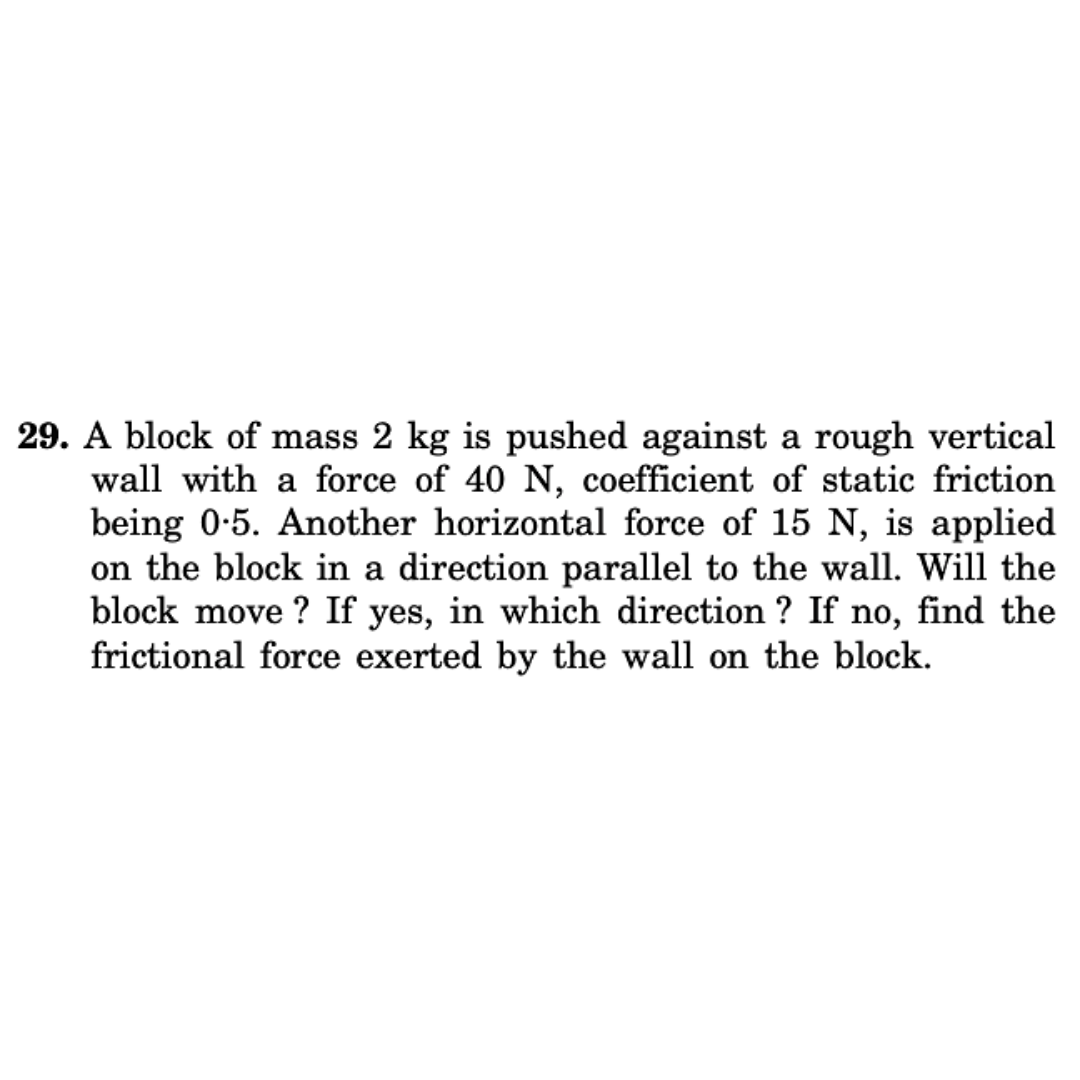 29. A block of mass 2 kg is pushed against a rough vertical
wall with a force of 40 N, coefficient of static friction
being 0·5. Another horizontal force of 15 N, is applied
on the block in a direction parallel to the wall. Will the
block move ? If yes, in which direction ? If no, find the
frictional force exerted by the wall on the block.